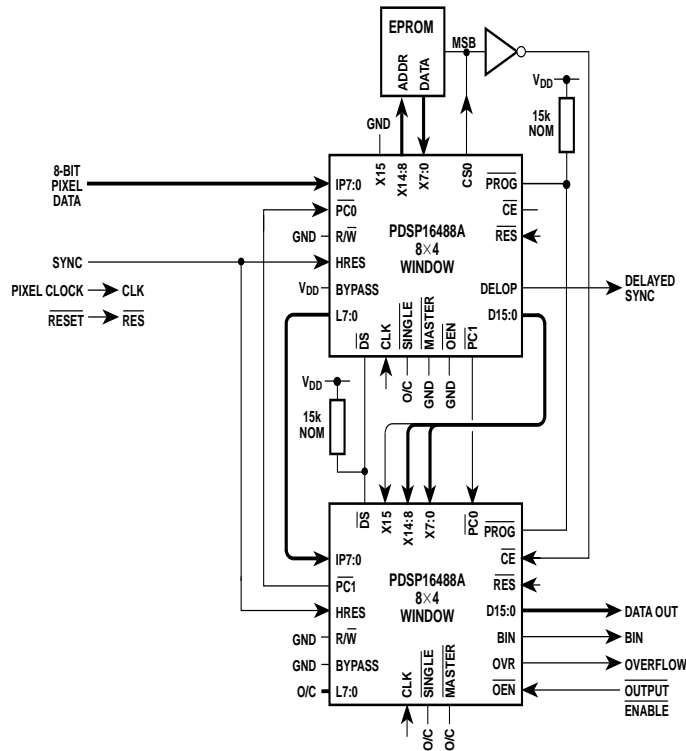 EPROM
MSB
ADDR
DATA
V_DD
15k
NOM
GND
X15
X14:8
X7:0
CS0
8-BIT
PIXEL
DATA
IP7:0
PROG
PC0
CE
PDSP16488A
8×4
WINDOW
GND
R/W
RES
SYNC
HRES
PIXEL CLOCK
CLK
V_DD
BYPASS
DELOP
DELAYED
SYNC
RESET
RES
L7:0
D15:0
DS
CLK
SINGLE
MASTER
OEN
PC1
O/C
GND
GND
V_DD
15k
NOM
DS
X15
X14:8
X7:0
PC0
PROG
IP7:0
CE
PC1
PDSP16488A
8×4
WINDOW
RES
HRES
D15:0
DATA OUT
GND
R/W
BIN
BIN
GND
BYPASS
OVR
OVERFLOW
O/C
L7:0
CLK
SINGLE
MASTER
OEN
OUTPUT
ENABLE
O/C
O/C